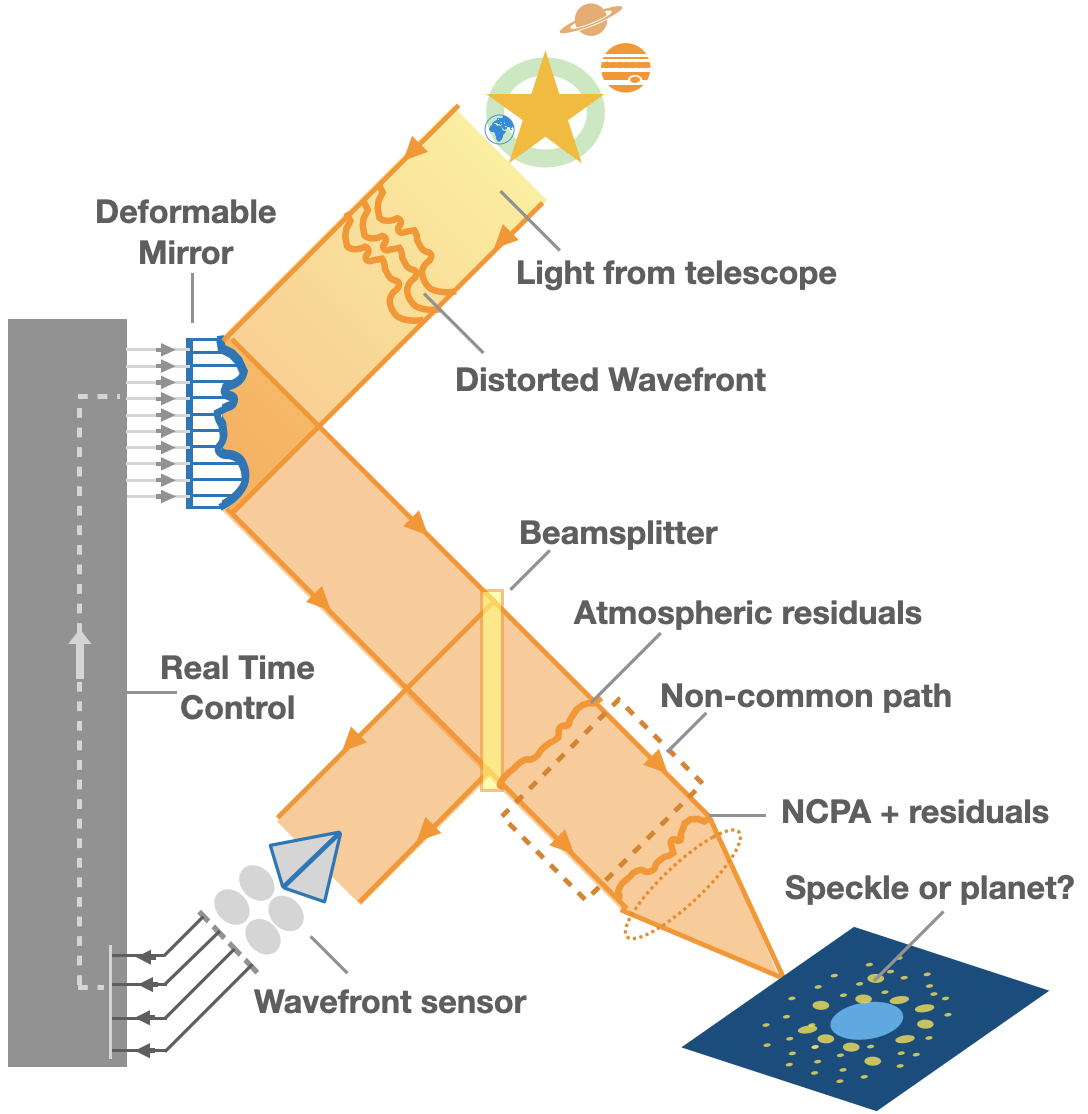 Deformable
Mirror
Light from telescope
Distorted Wavefront
Beamsplitter
Atmospheric residuals
Real Time
Control
Non-common path
NCPA + residuals
Speckle or planet?
Wavefront sensor